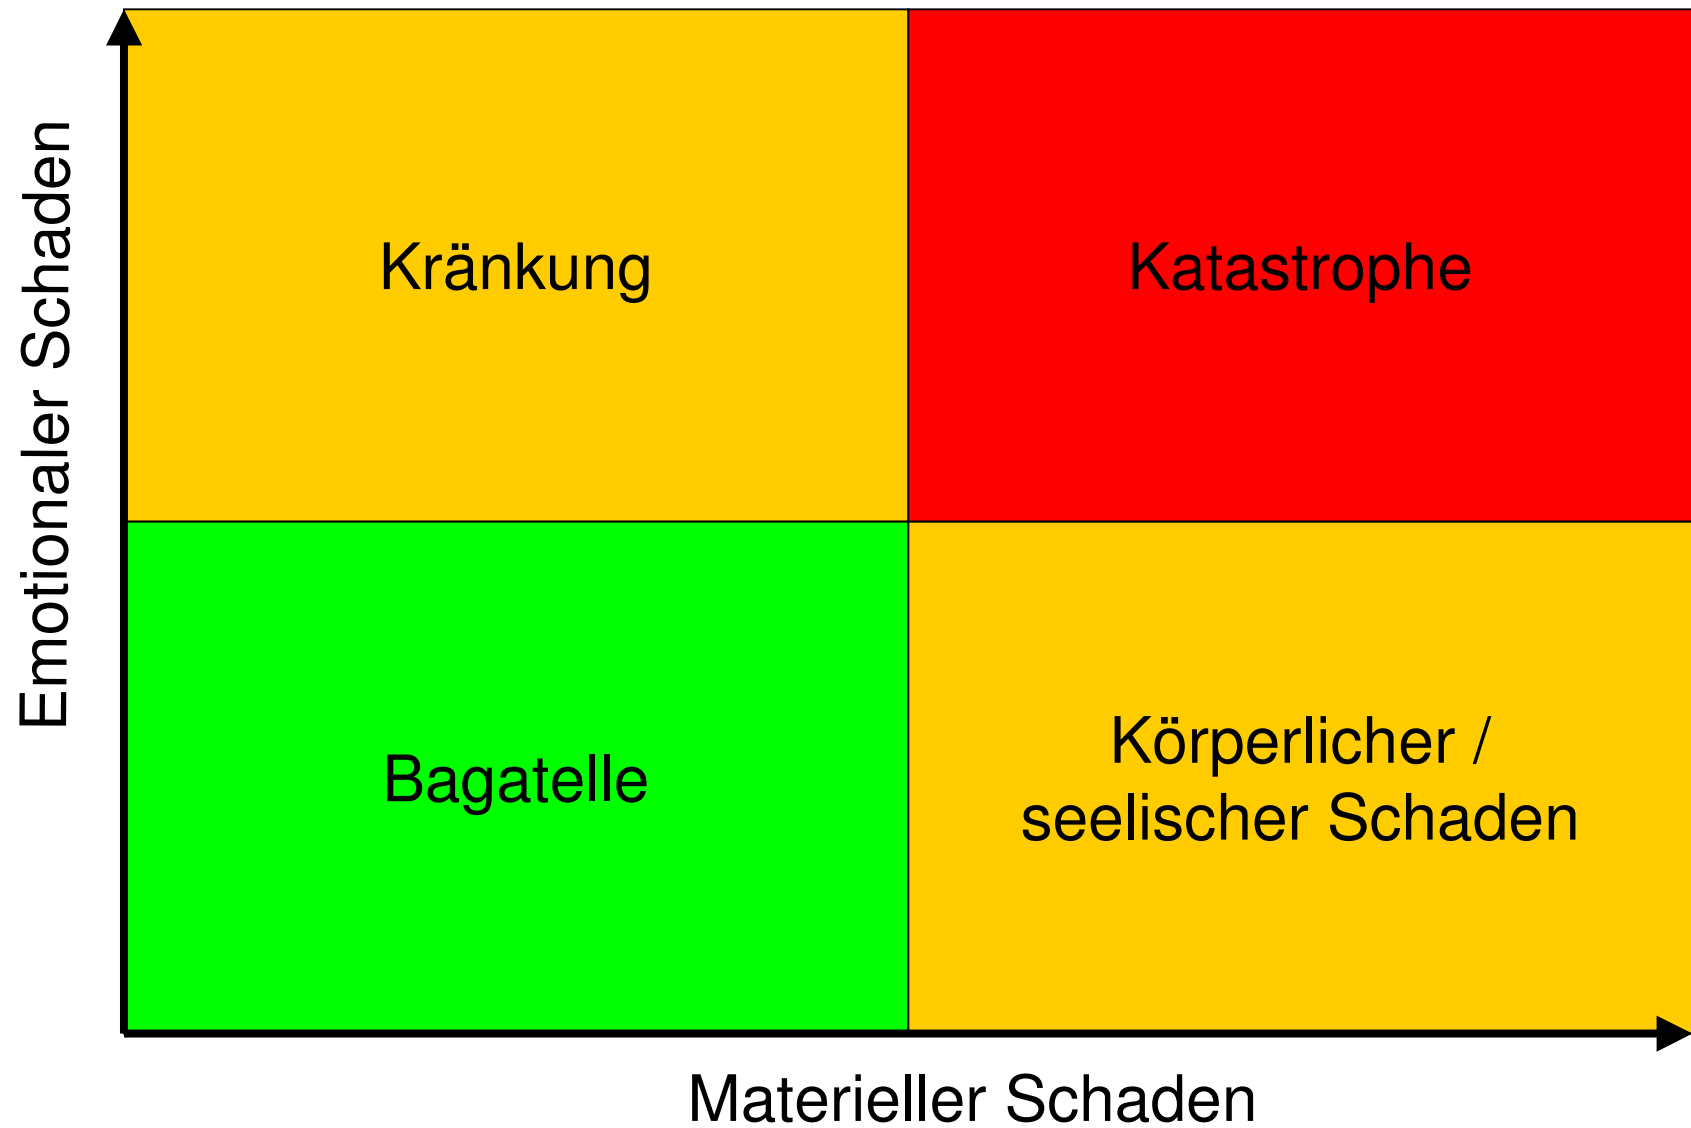 Emotionaler Schaden
Kränkung
Katastrophe
Bagatelle
Körperlicher /
seelischer Schaden
Materieller Schaden